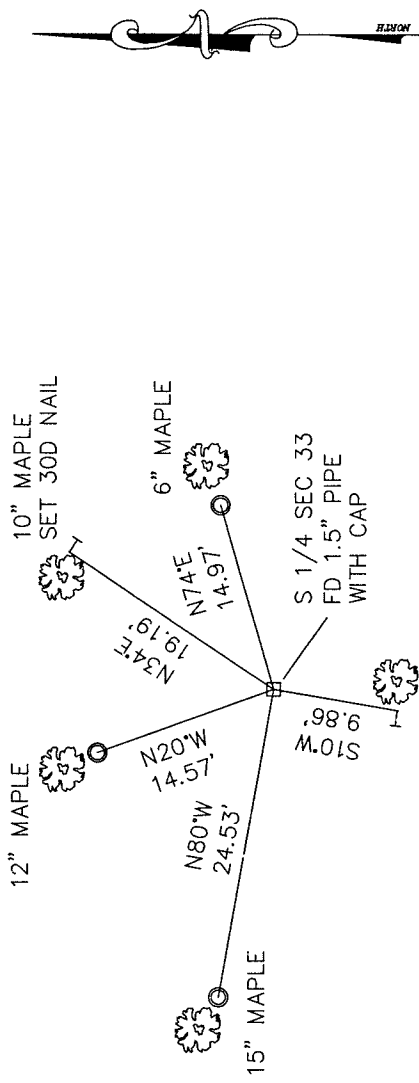 NORTH
10” MAPLE
SET 30D NAIL
6” MAPLE
12” MAPLE
N34°E
19.19'
N74°E
14.97'
N20°W
14.57'
N80°W
24.53'
S10°W
9.86'
15” MAPLE
S 1/4 SEC 33
FD 1.5” PIPE
WITH CAP